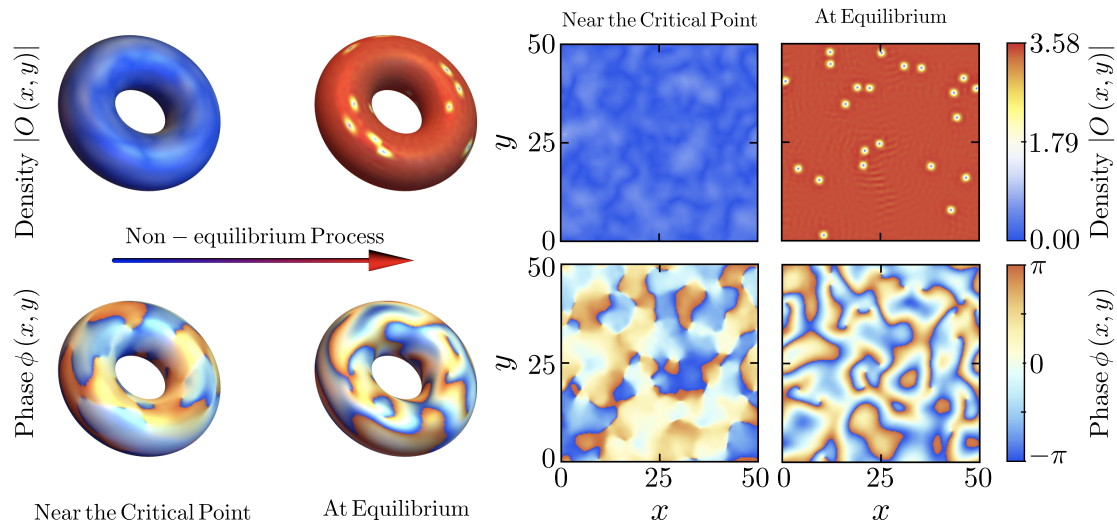 Near the Critical Point
At Equilibrium
Density |O (x, y)|
50
y
25
0
3.58
1.79
0.00
Density |O (x, y)|
Non − equilibrium Process
Phase ϕ (x, y)
50
y
25
0
0
25
50
0
25
50
x
x
π
0
−π
Phase ϕ (x, y)
Near the Critical Point
At Equilibrium